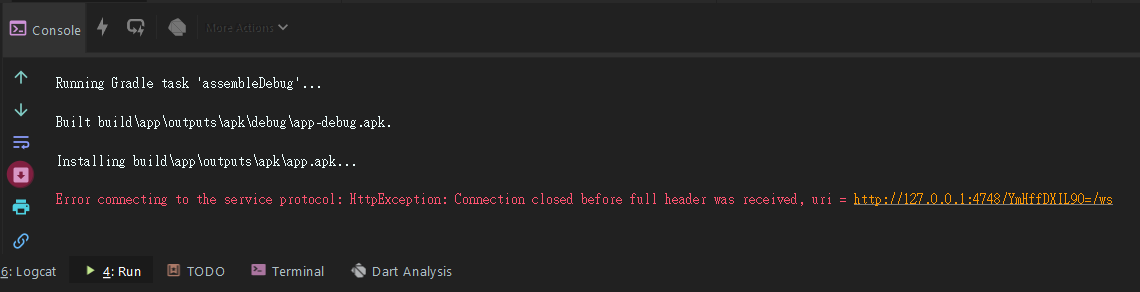 Console
More Actions
Running Gradle task 'assembleDebug'...
Built build\app\outputs\apk\debug\app-debug.apk.
Installing build\app\outputs\apk\app.apk...
Error connecting to the service protocol: HttpException: Connection closed before full header was received, uri = http://127.0.0.1:4748/YmHffDXIL9O=/ws
6: Logcat 4: Run TODO Terminal Dart Analysis